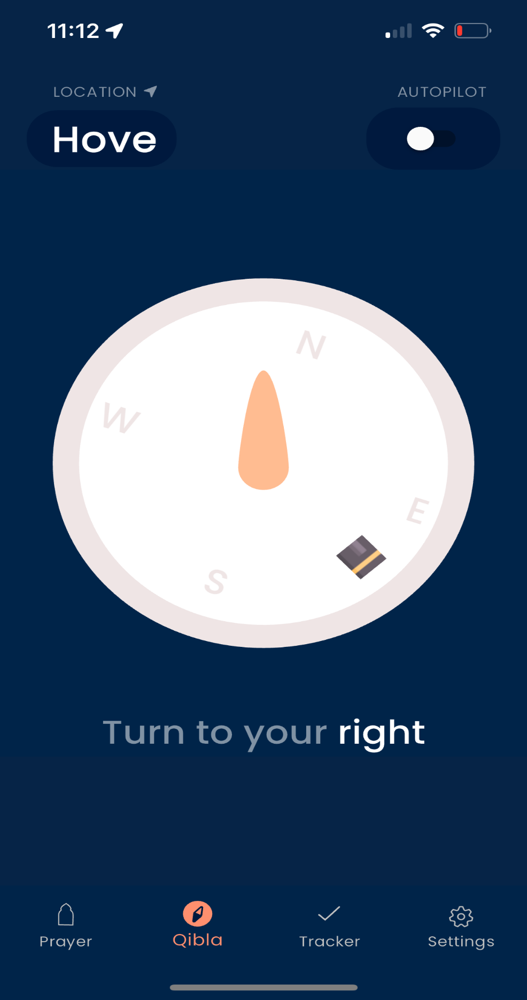 11:12
LOCATION
AUTOPILOT
Hove
N
W
E
S
Turn to your right
Prayer
Qibla
Tracker
Settings